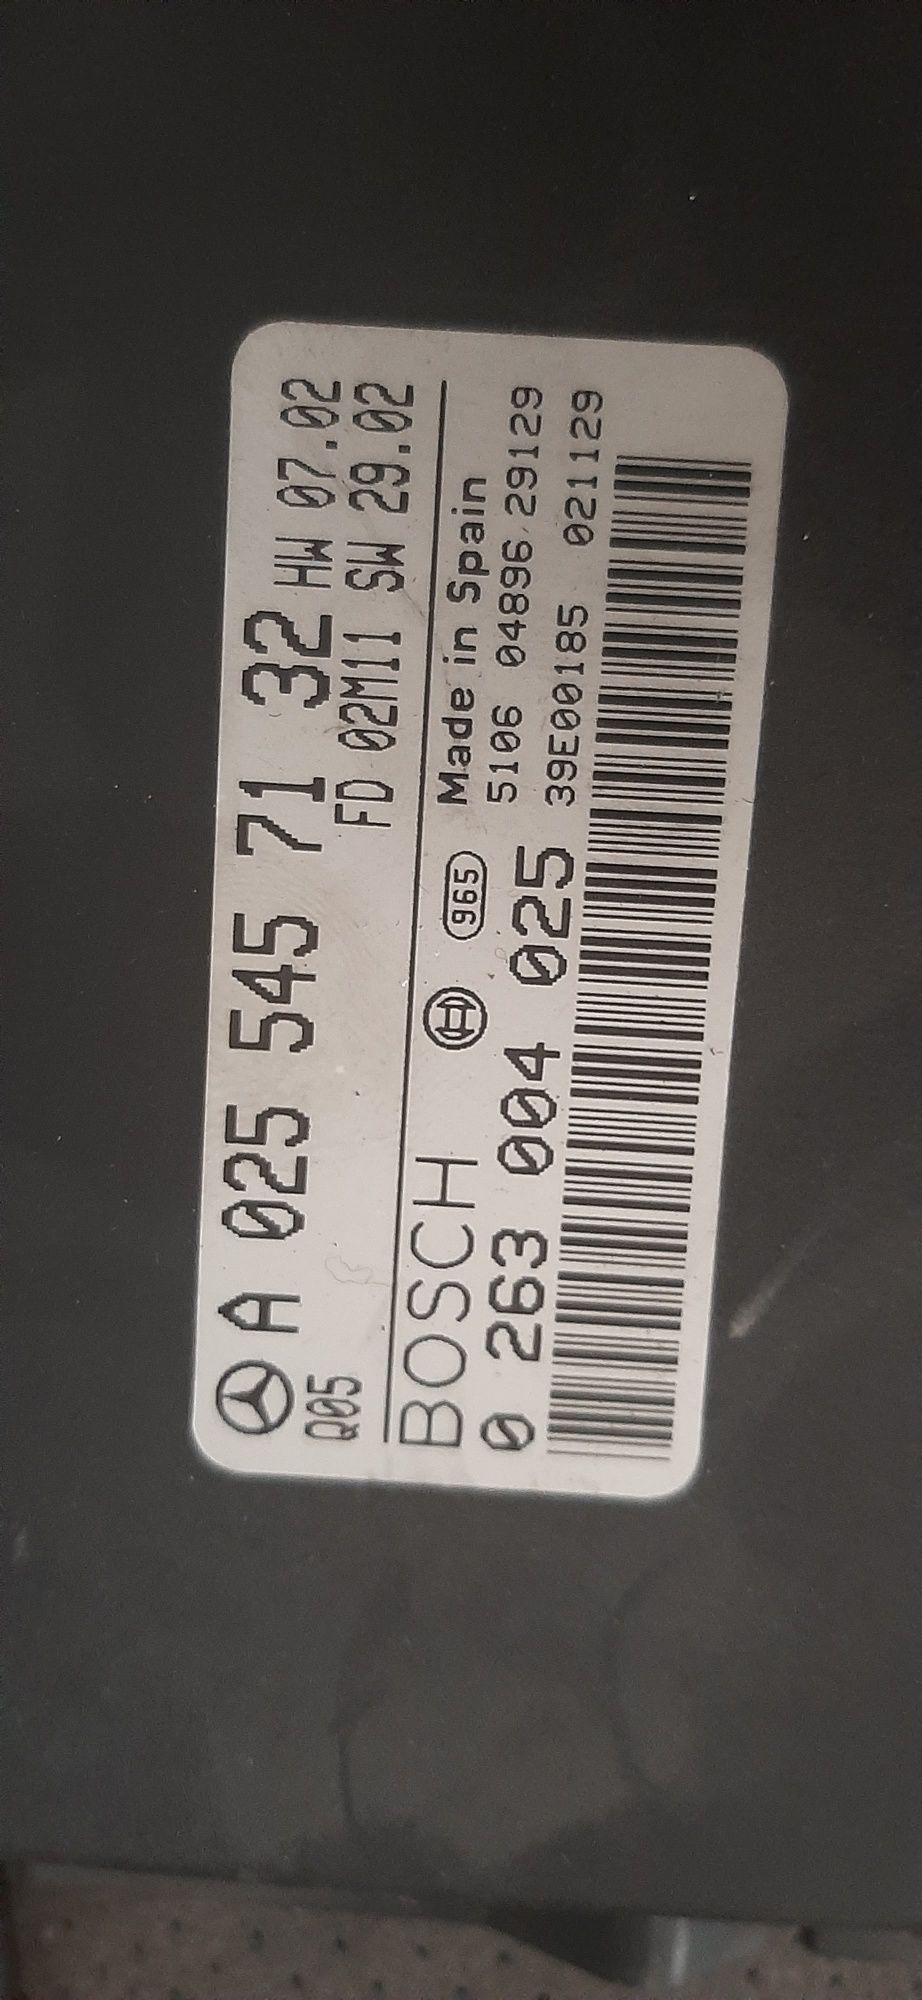 A 025 545 71 32 HW 07.02
Q05 FD 02M11 SW 29.02
BOSCH 965 Made in Spain
0 263 004 025 5106 04896.29129
39E00185 021129